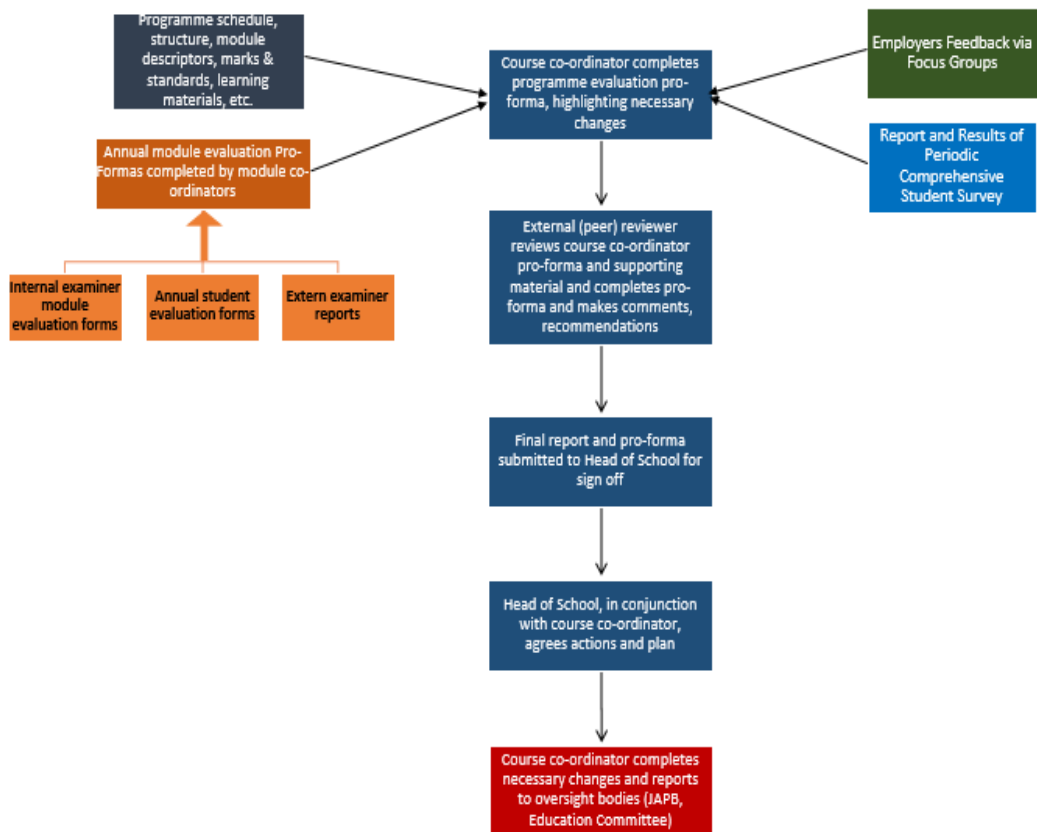 Programme schedule,
structure, module
descriptors, marks &
standards, learning
materials, etc.
Course co-ordinator completes
programme evaluation pro-
forma, highlighting necessary
changes
Employers Feedback via
Focus Groups
Annual module evaluation Pro-
Formas completed by module co-
ordinators
Report and Results of
Periodic
Comprehensive
Student Survey
Internal examiner
module
evaluation forms
Annual student
evaluation forms
Extern examiner
reports
External (peer) reviewer
reviews course co-ordinator
pro-forma and supporting
material and completes pro-
forma and makes comments,
recommendations
Final report and pro-forma
submitted to Head of School for
sign off
Head of School, in conjunction
with course co-ordinator,
agrees actions and plan
Course co-ordinator completes
necessary changes and reports
to oversight bodies (JAPB,
Education Committee)